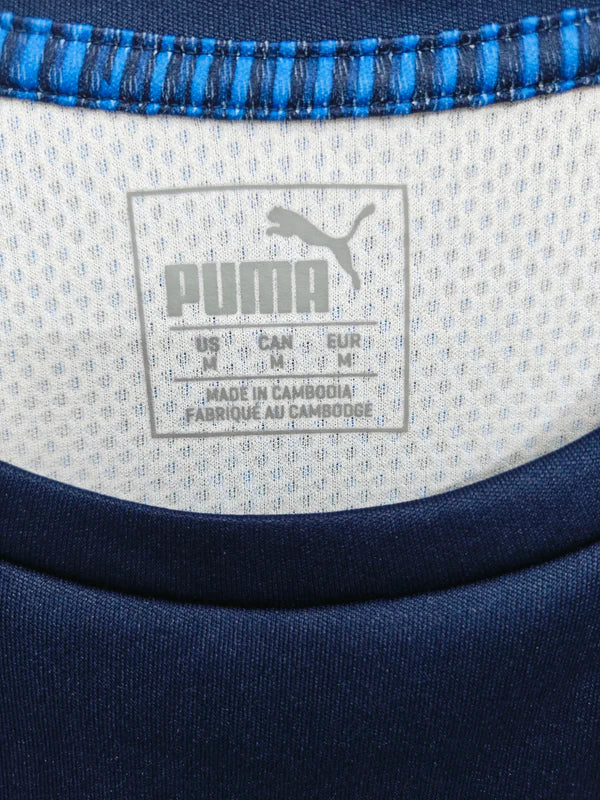 PUMA
US CAN EUR
M M M
MADE IN CAMBODIA
FABRIQUÉ AU CAMBODGE